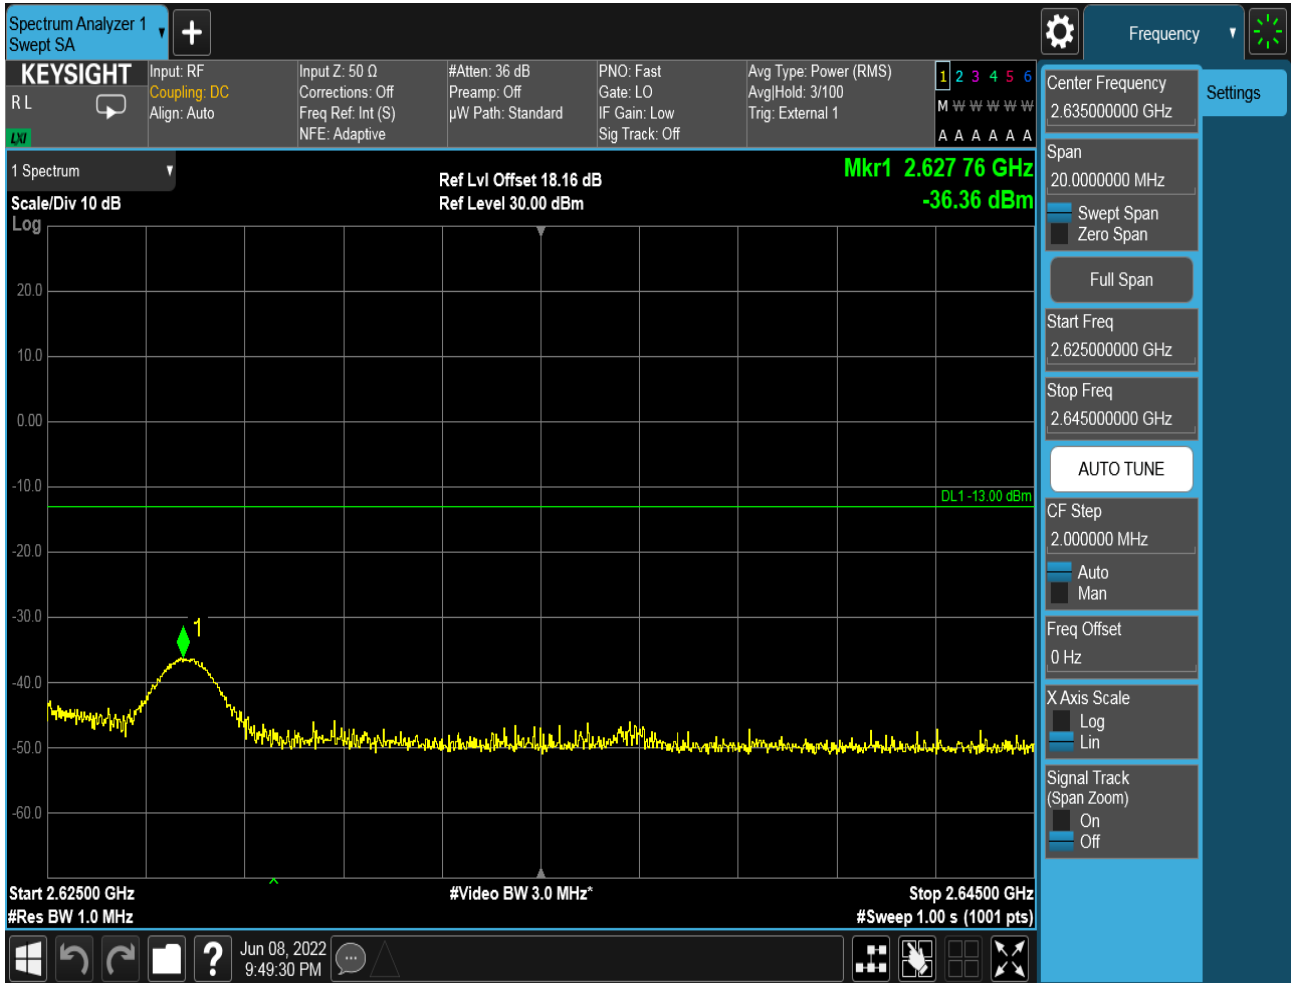 Spectrum Analyzer 1
Swept SA
Frequency
KEYSIGHT
R L
LXI
Input: RF
Coupling: DC
Align: Auto
Input Z: 50 Ω
Corrections: Off
Freq Ref: Int (S)
NFE: Adaptive
#Atten: 36 dB
Preamp: Off
µW Path: Standard
PNO: Fast
Gate: LO
IF Gain: Low
Sig Track: Off
Avg Type: Power (RMS)
Avg|Hold: 3/100
Trig: External 1
1 2 3 4 5 6
M W W W W W
A A A A A A
1 Spectrum
Scale/Div 10 dB
Log
Ref Lvl Offset 18.16 dB
Ref Level 30.00 dBm
Mkr1 2.627 76 GHz
-36.36 dBm
20.0
10.0
0.00
-10.0
DL1 -13.00 dBm
-20.0
-30.0
1
-40.0
-50.0
-60.0
Start 2.62500 GHz
#Res BW 1.0 MHz
#Video BW 3.0 MHz*
Stop 2.64500 GHz
#Sweep 1.00 s (1001 pts)
Center Frequency
2.635000000 GHz
Settings
Span
20.0000000 MHz
Swept Span
Zero Span
Full Span
Start Freq
2.625000000 GHz
Stop Freq
2.645000000 GHz
AUTO TUNE
CF Step
2.000000 MHz
Auto
Man
Freq Offset
0 Hz
X Axis Scale
Log
Lin
Signal Track
(Span Zoom)
On
Off
?
Jun 08, 2022
9:49:30 PM